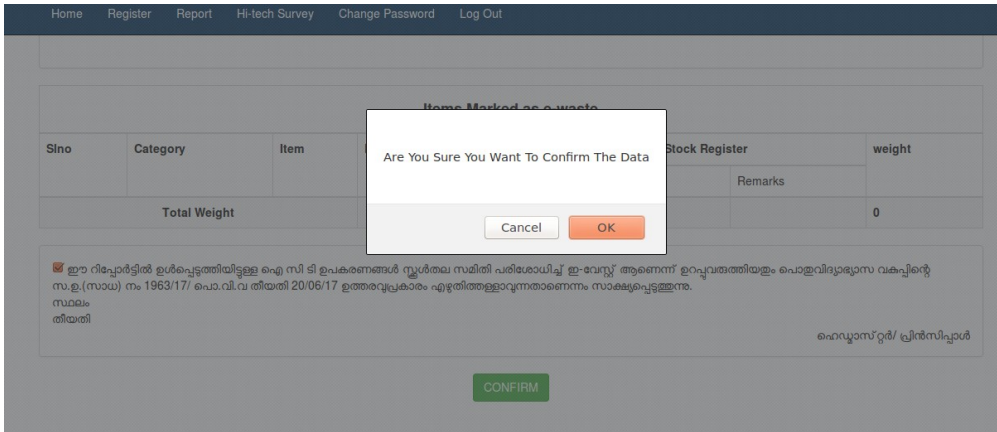 Home Register Report Hi-tech Survey Change Password Log Out
Items Marked as e-waste
Slno Category Item Stock Register weight
Remarks
Total Weight 0
Are You Sure You Want To Confirm The Data
Cancel OK
ഈ റിപ്പോർട്ടിൽ ഉൾപ്പെടുത്തിയിട്ടുള്ള ഐ സി ടി ഉപകരണങ്ങൾ സ്കൂൾതല സമിതി പരിശോധിച്ച് ഇ-വേസ്റ്റ് ആണെന്ന് ഉറപ്പുവരുത്തിയതും പൊതുവിദ്യാഭ്യാസ വകുപ്പിന്റെ
സ.ഉ.(സാധ) നം 1963/17/ പൊ.വി.വ തീയതി 20/06/17 ഉത്തരവുപ്രകാരം എഴുതിത്തള്ളാവുന്നതാണെന്നും സാക്ഷ്യപ്പെടുത്തുന്നു.
സ്ഥലം
തീയതി
ഹെഡ്മാസ്റ്റർ/ പ്രിൻസിപ്പാൾ
CONFIRM